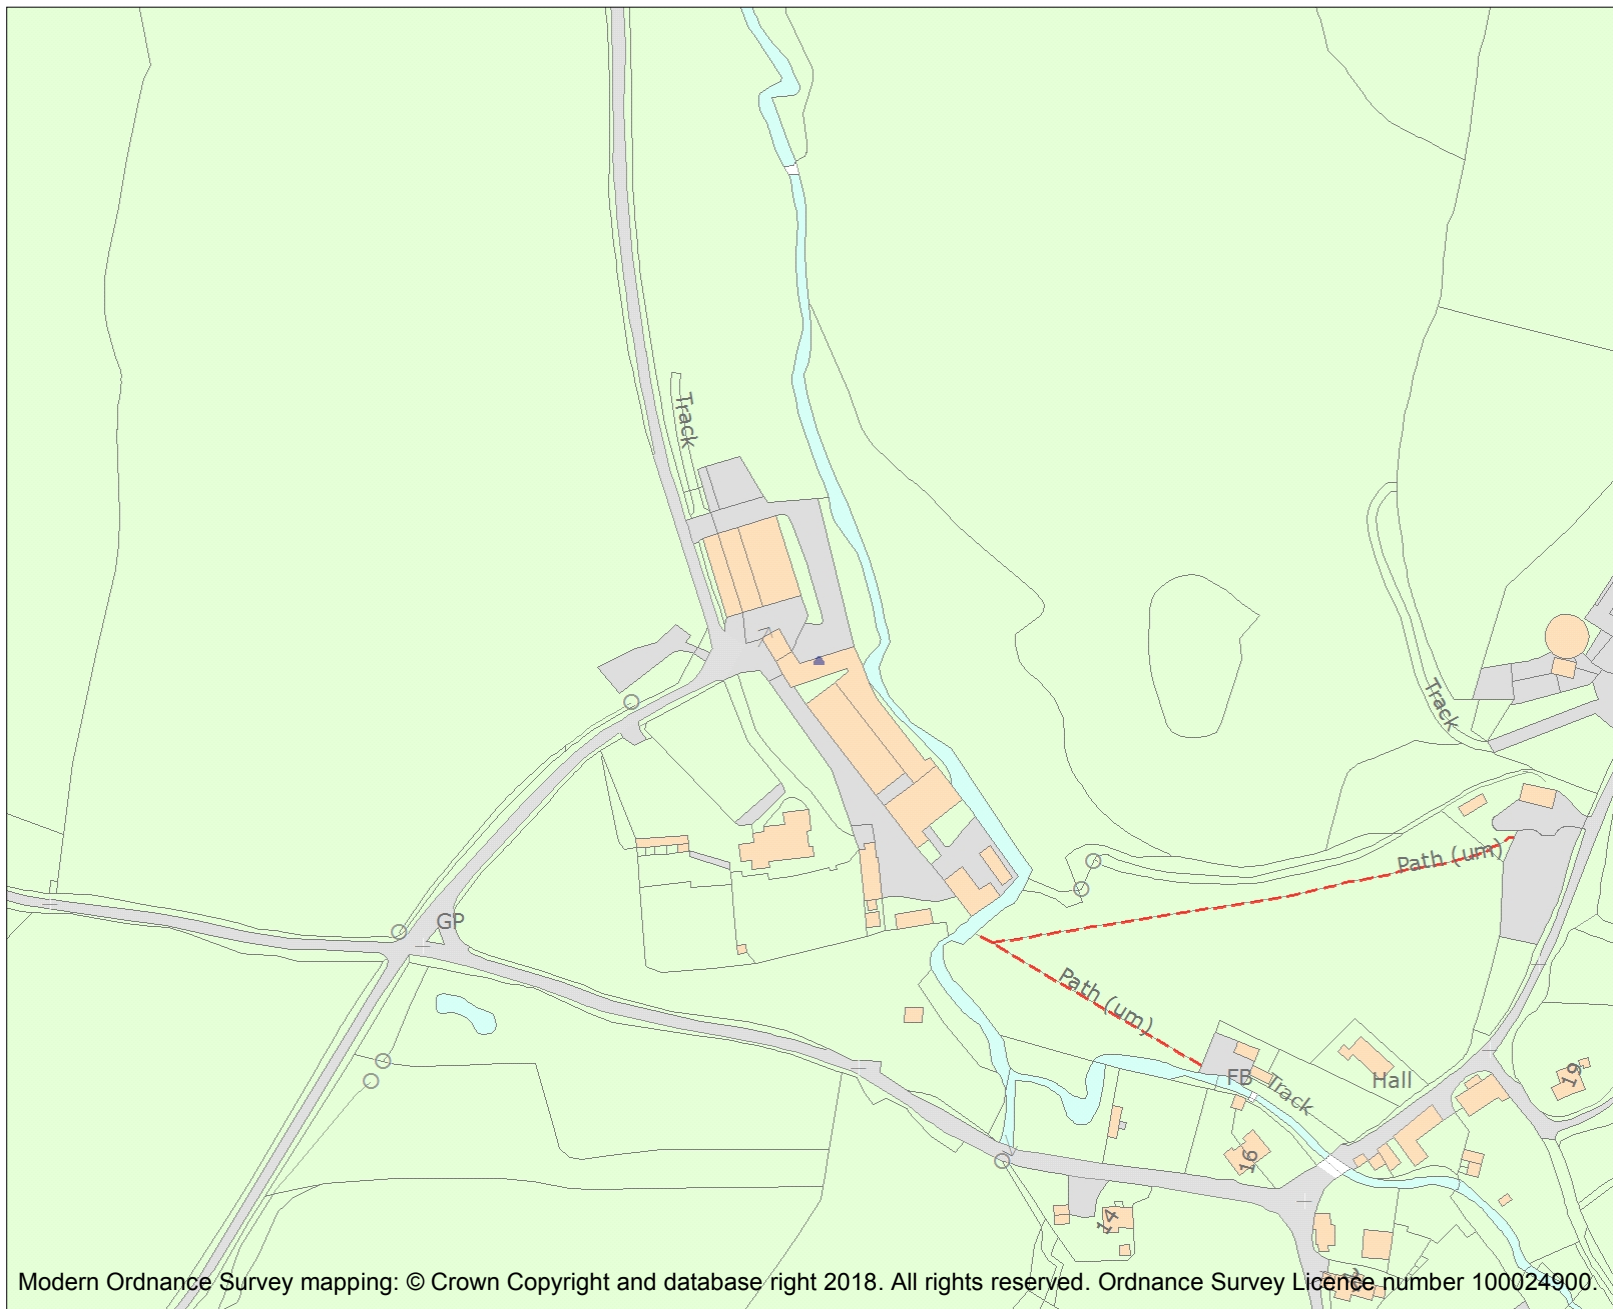 Track
Track
Path (um)
GP
Path (um)
FB
Track
Hall
19
16
14
Modern Ordnance Survey mapping: © Crown Copyright and database right 2018. All rights reserved. Ordnance Survey Licence number 100024900.